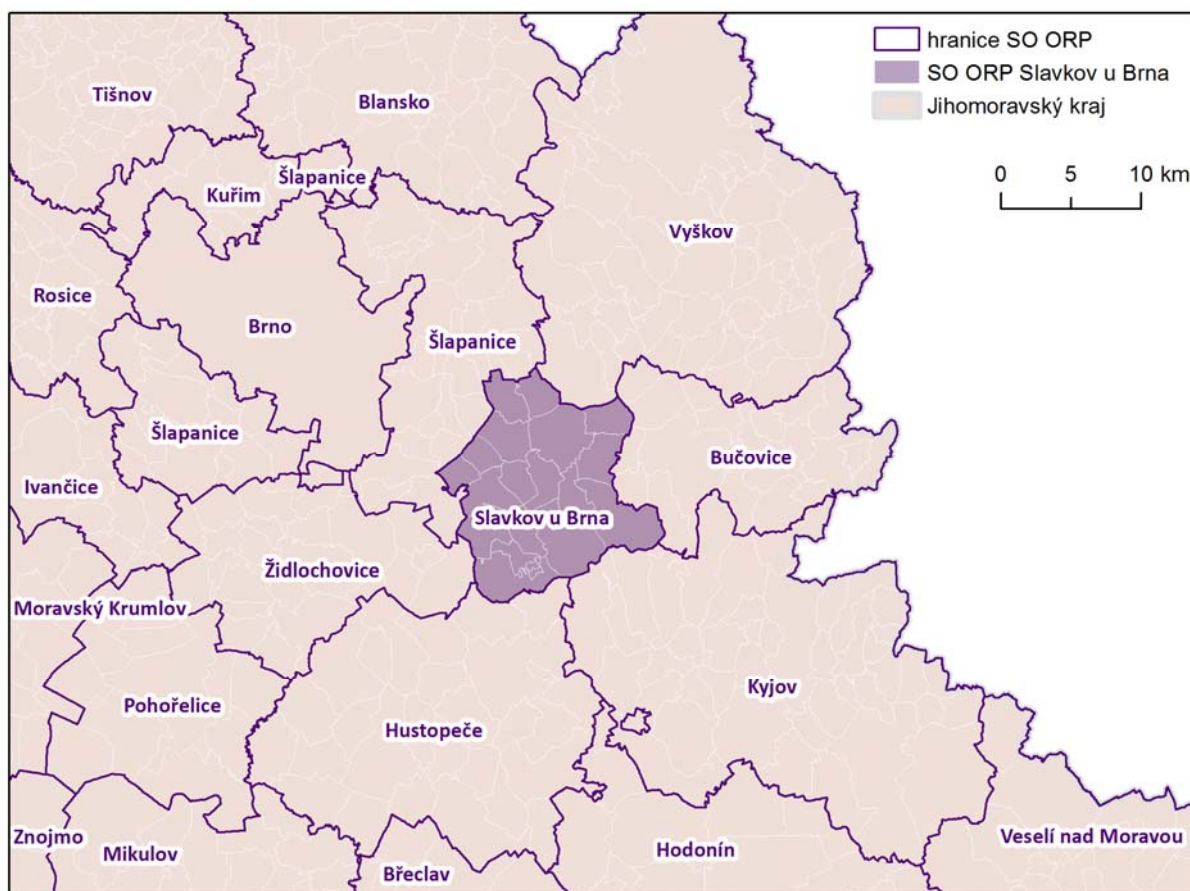 hranice SO ORP
SO ORP Slavkov u Brna
Jihomoravský kraj
0 5 10 km
Tišnov
Blansko
Kuřim
Šlapanice
Vyškov
Rosice
Brno
Šlapanice
Šlapanice
Bučovice
Ivančice
Slavkov u Brna
Židlochovice
Moravský Krumlov
Pohořelice
Kyjov
Hustopeče
Znojmo
Mikulov
Břeclav
Hodonín
Veselí nad Moravou